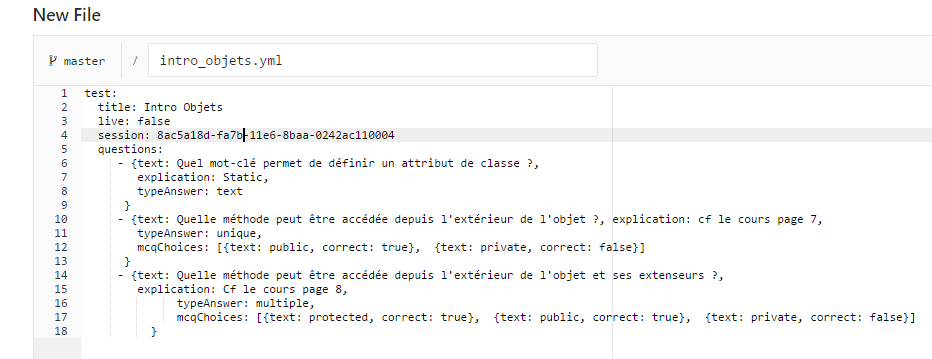 New File
master / intro_objets.yml
1 test:
2 title: Intro Objets
3 live: false
4 session: 8ac5a18d-fa7b-11e6-8baa-0242ac110004
5 questions:
6 - {text: Quel mot-clé permet de définir un attribut de classe ?,
7 explication: Static,
8 typeAnswer: text
9 }
10 - {text: Quelle méthode peut être accédée depuis l'extérieur de l'objet ?, explication: cf le cours page 7,
11 typeAnswer: unique,
12 mcqChoices: [{text: public, correct: true}, {text: private, correct: false}]
13 }
14 - {text: Quelle méthode peut être accédée depuis l'extérieur de l'objet et ses extenseurs ?,
15 explication: Cf le cours page 8,
16 typeAnswer: multiple,
17 mcqChoices: [{text: protected, correct: true}, {text: public, correct: true}, {text: private, correct: false}]
18 }